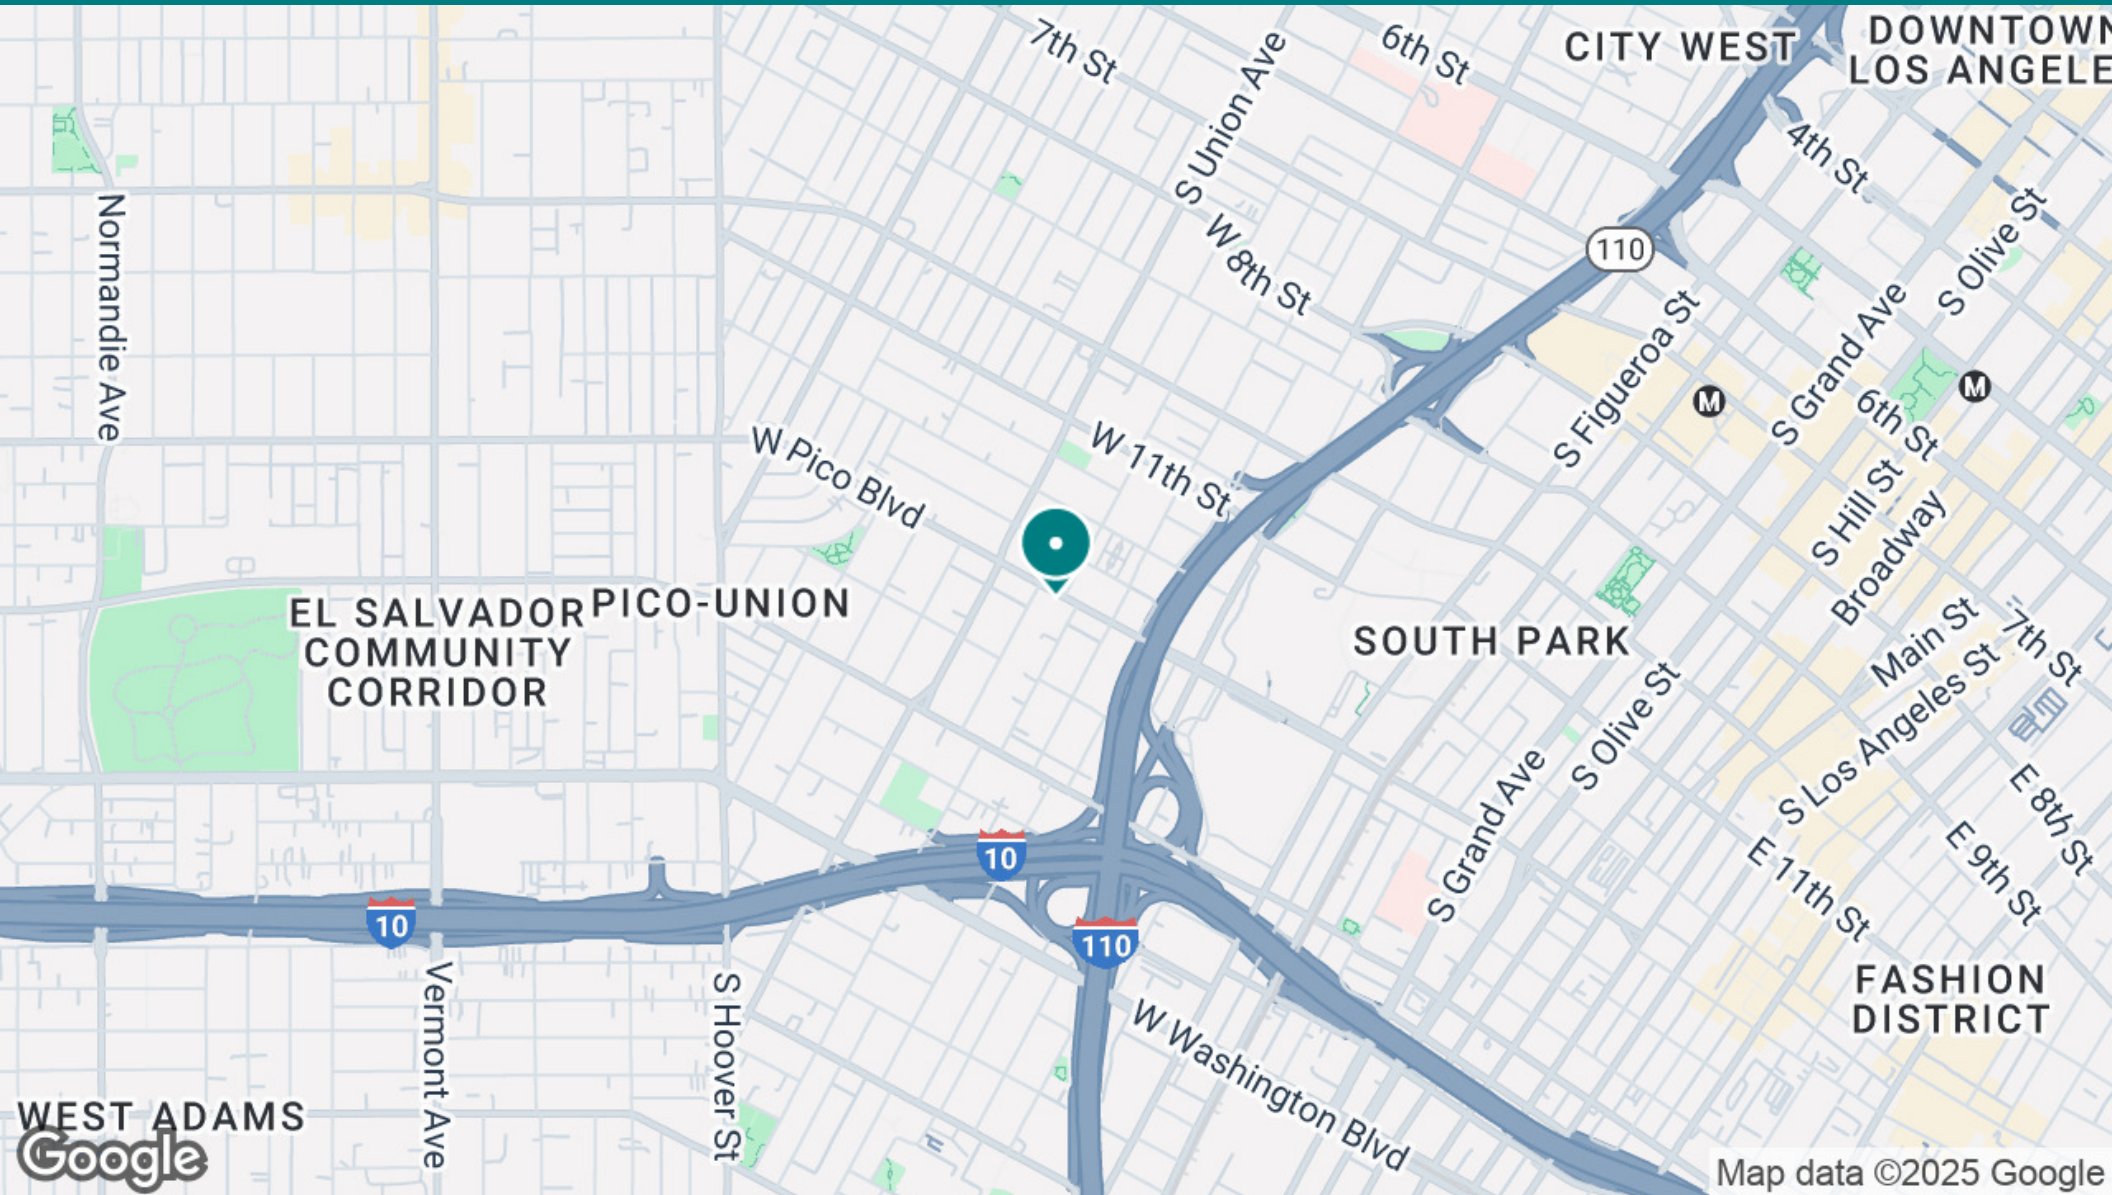 7th St
6th St
CITY WEST
DOWNTOWN
LOS ANGELE
S Union Ave
4th St
Normandie Ave
W 8th St
110
S Olive St
S Figueroa St
S Grand Ave
M
M
6th St
W Pico Blvd
W 11th St
S Hill St
Broadway
EL SALVADOR
COMMUNITY
CORRIDOR
PICO-UNION
SOUTH PARK
Main St
7th St
S Los Angeles St
S Olive St
S Grand Ave
E 8th St
E 9th St
E 11th St
10
10
110
Vermont Ave
S Hoover St
W Washington Blvd
FASHION
DISTRICT
WEST ADAMS
Google
Map data ©2025 Google